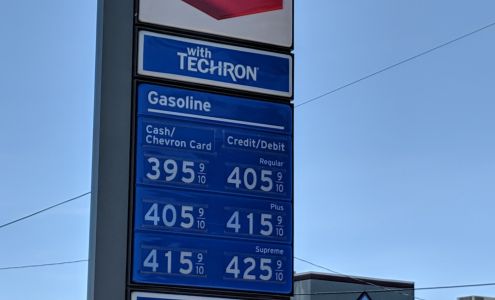 with
TECHRON
Gasoline
Cash/
Chevron Card
Credit/Debit
Regular
395 9/10
405 9/10
Plus
405 9/10
415 9/10
Supreme
415 9/10
425 9/10